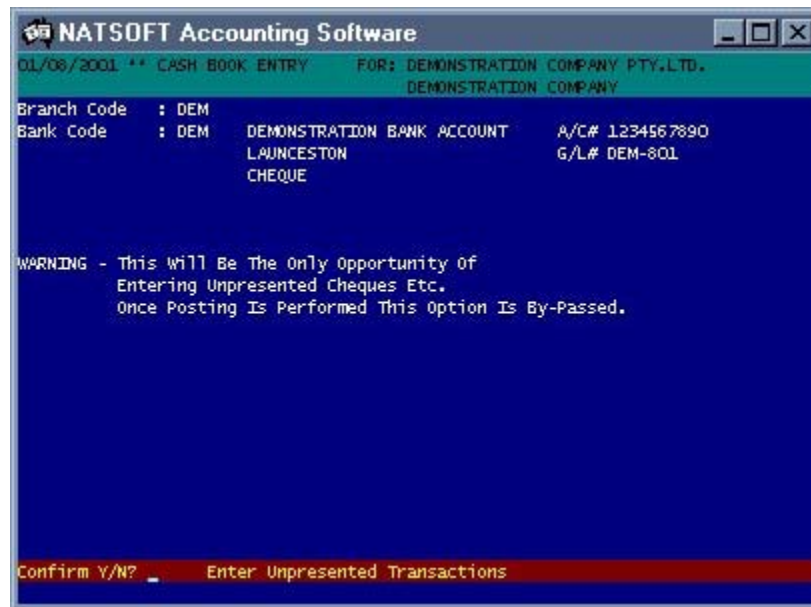 NATSOFT Accounting Software
01/08/2001 ** CASH BOOK ENTRY FOR: DEMONSTRATION COMPANY PTY.LTD.
DEMONSTRATION COMPANY
Branch Code : DEM
Bank Code : DEM DEMONSTRATION BANK ACCOUNT A/C# 1234567890
LAUNCESTON G/L# DEM-801
CHEQUE
WARNING - This Will Be The Only Opportunity Of
Entering Unpresented Cheques Etc.
Once Posting Is Performed This Option Is By-Passed.
Confirm Y/N? _ Enter Unpresented Transactions